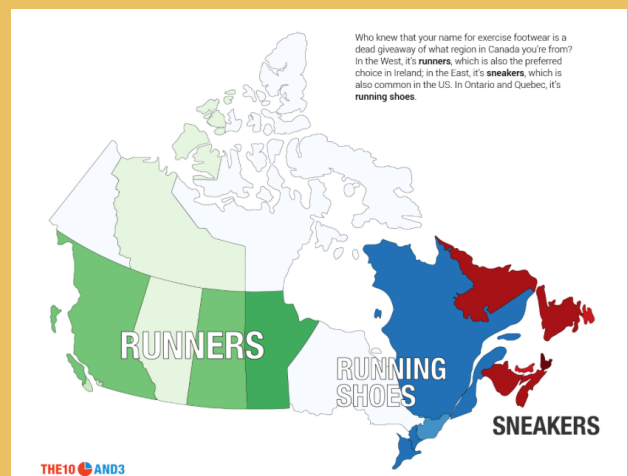 Who knew that your name for exercise footwear is a
dead giveaway of what region in Canada you're from?
In the West, it's runners, which is also the preferred
choice in Ireland; in the East, it's sneakers, which is
also common in the US. In Ontario and Quebec, it's
running shoes.
RUNNERS
RUNNING
SHOES
SNEAKERS
THE10 AND3